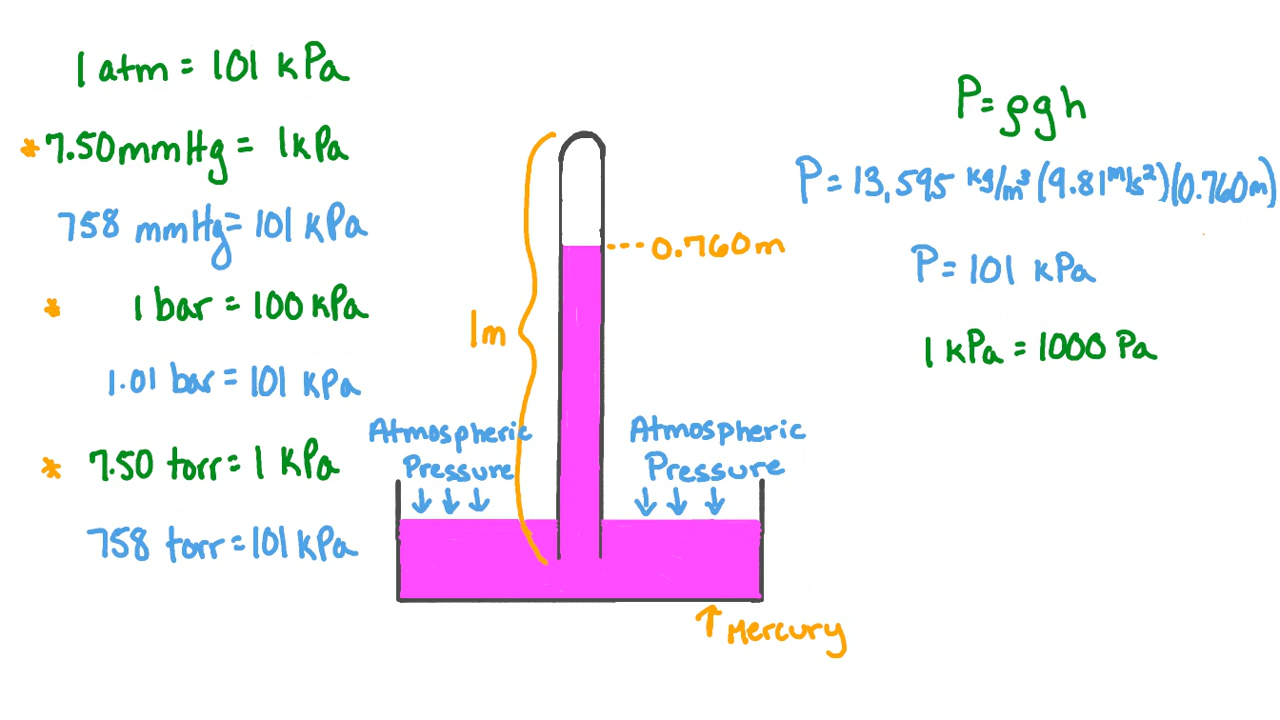 1 atm = 101 kPa
* 7.50 mmHg = 1 kPa
758 mmHg = 101 kPa
* 1 bar = 100 kPa
1.01 bar = 101 kPa
* 7.50 torr = 1 kPa
758 torr = 101 kPa
1m
0.760m
Atmospheric
Pressure
Atmospheric
Pressure
↑ Mercury
P = ρgh
P = 13,595 kg/m³ (9.81 m/s²)(0.760m)
P = 101 kPa
1 kPa = 1000 Pa